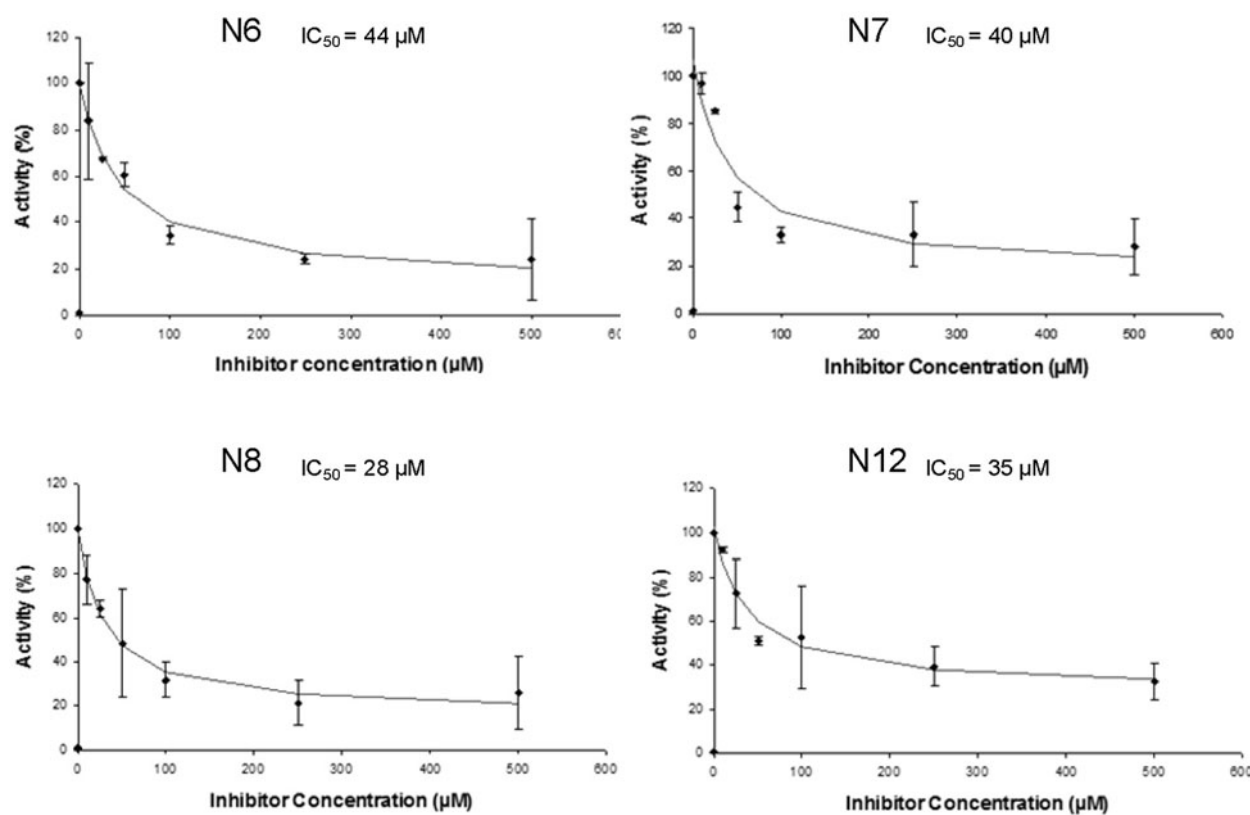 N6 IC50 = 44 µM
120
100
80
60
40
20
0
Activity (%)
0 100 200 300 400 500 600
Inhibitor concentration (µM)
N7 IC50 = 40 µM
120
100
80
60
40
20
0
Activity (%)
0 100 200 300 400 500 600
Inhibitor Concentration (µM)
N8 IC50 = 28 µM
120
100
80
60
40
20
0
Activity (%)
0 100 200 300 400 500 600
Inhibitor Concentration (µM)
N12 IC50 = 35 µM
120
100
80
60
40
20
0
Activity (%)
0 100 200 300 400 500 600
Inhibitor Concentration (µM)